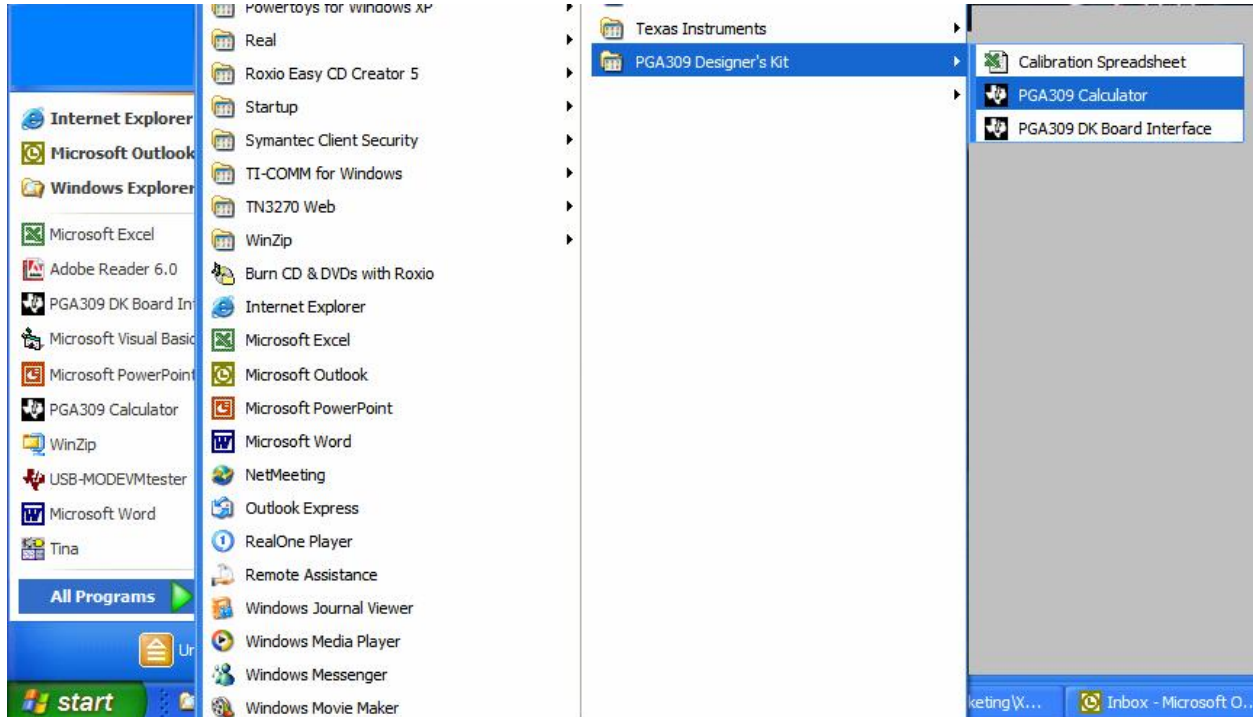 Internet Explorer
Microsoft Outlook
Windows Explorer
Microsoft Excel
Adobe Reader 6.0
PGA309 DK Board In
Microsoft Visual Basic
Microsoft PowerPoint
PGA309 Calculator
WinZip
USB-MODEVMtester
Microsoft Word
Tina
All Programs
Ur
start
Powertoys for Windows XP
Real
Roxio Easy CD Creator 5
Startup
Symantec Client Security
TI-COMM for Windows
TN3270 Web
WinZip
Burn CD & DVDs with Roxio
Internet Explorer
Microsoft Excel
Microsoft Outlook
Microsoft PowerPoint
Microsoft Word
NetMeeting
Outlook Express
RealOne Player
Remote Assistance
Windows Journal Viewer
Windows Media Player
Windows Messenger
Windows Movie Maker
Texas Instruments
PGA309 Designer's Kit
Calibration Spreadsheet
PGA309 Calculator
PGA309 DK Board Interface
keting\X...
Inbox - Microsoft O...